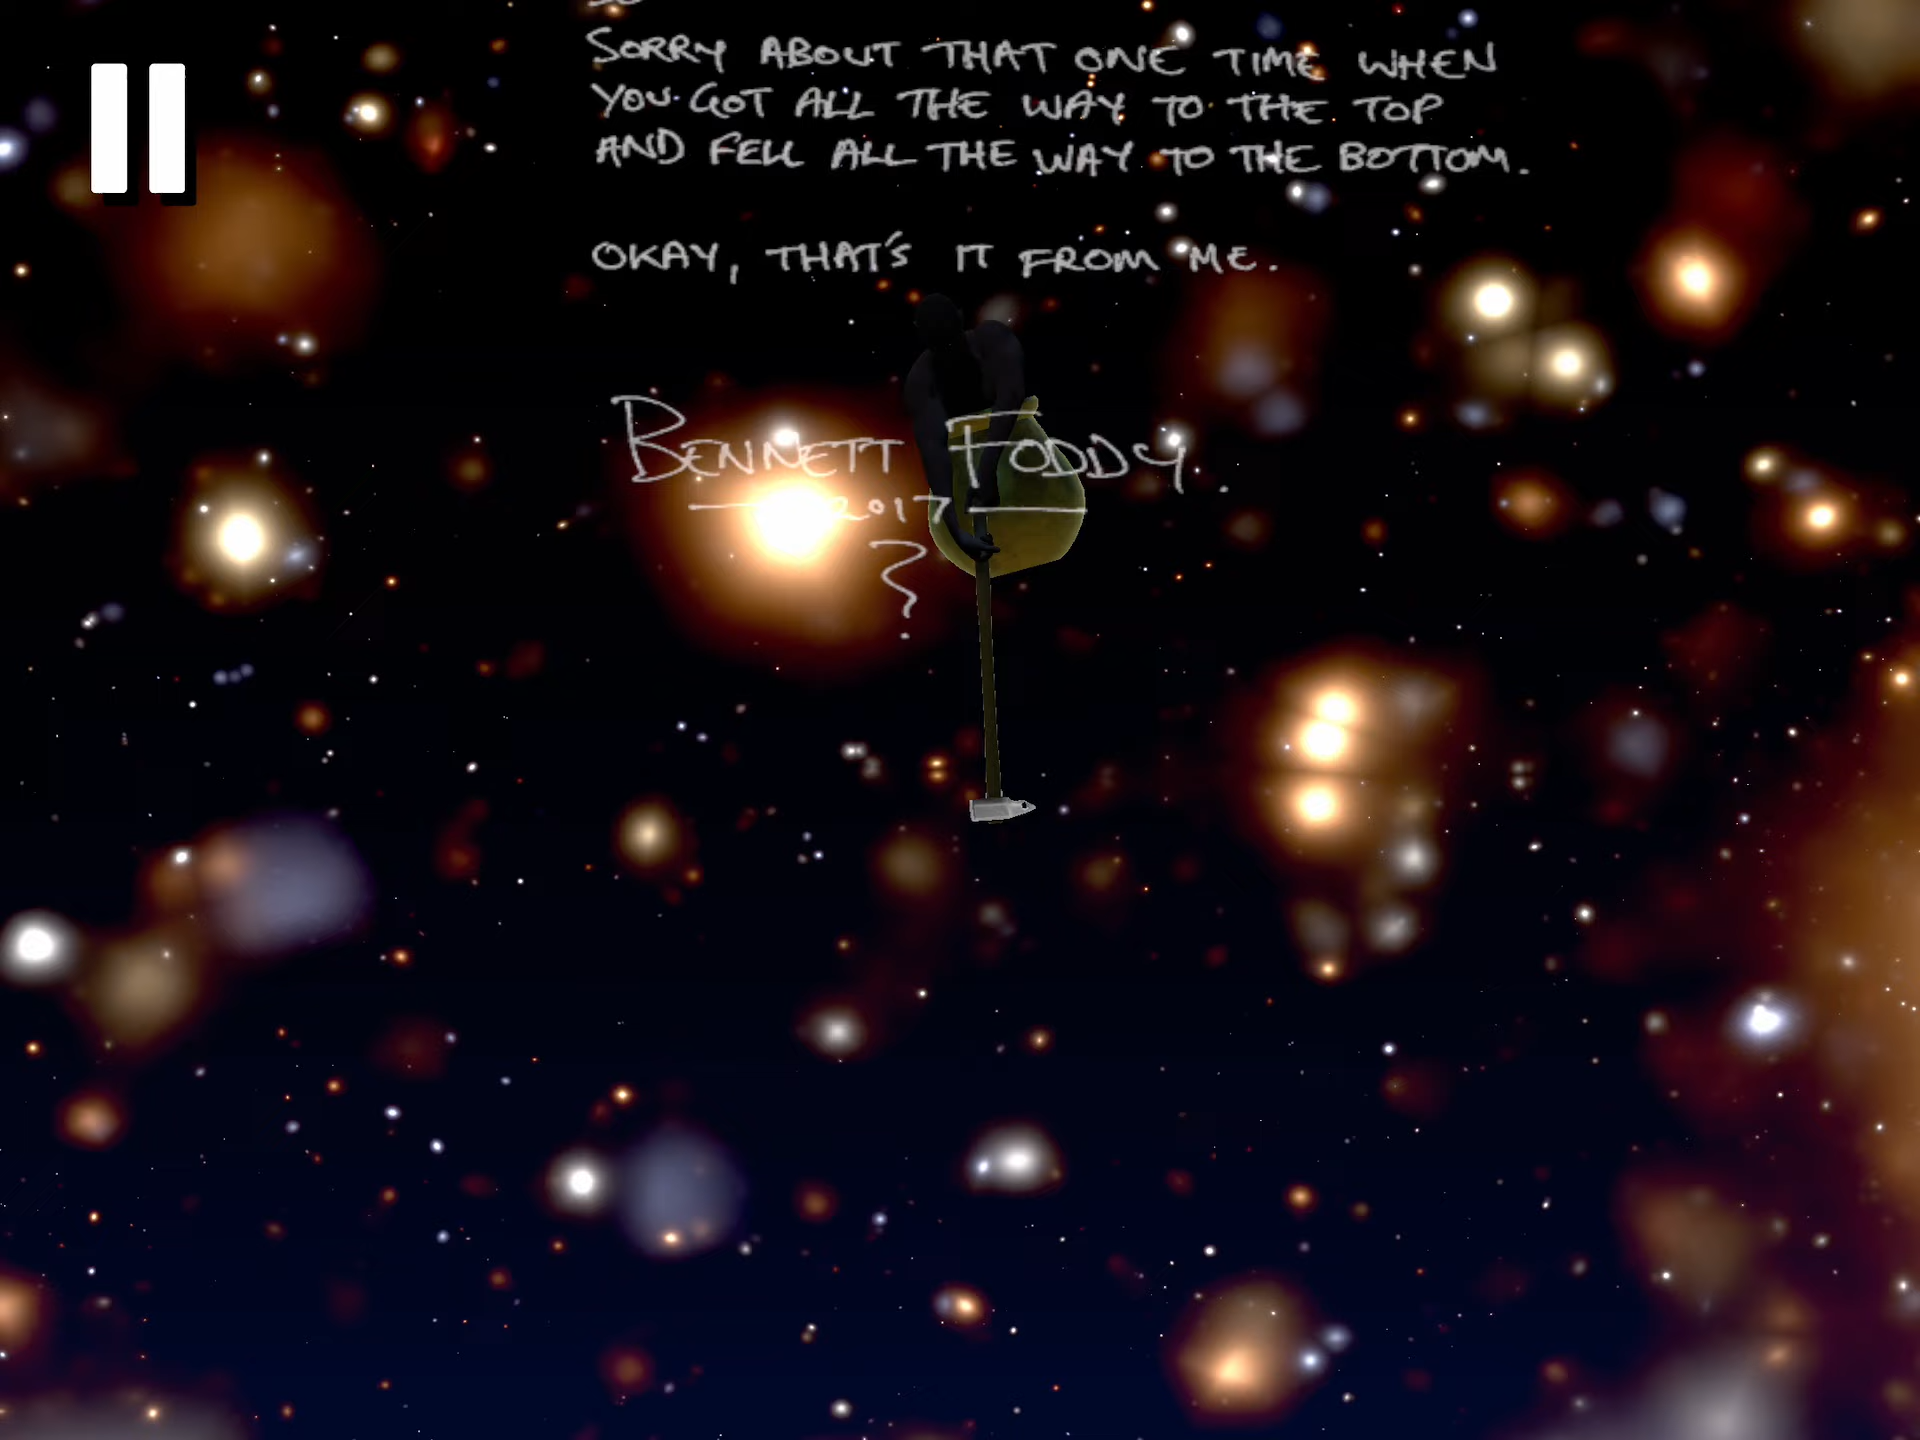 SORRY ABOUT THAT ONE TIME WHEN
YOU GOT ALL THE WAY TO THE TOP
AND FELL ALL THE WAY TO THE BOTTOM.
OKAY, THAT'S IT FROM ME.
BENNETT FODDY.
2017
?